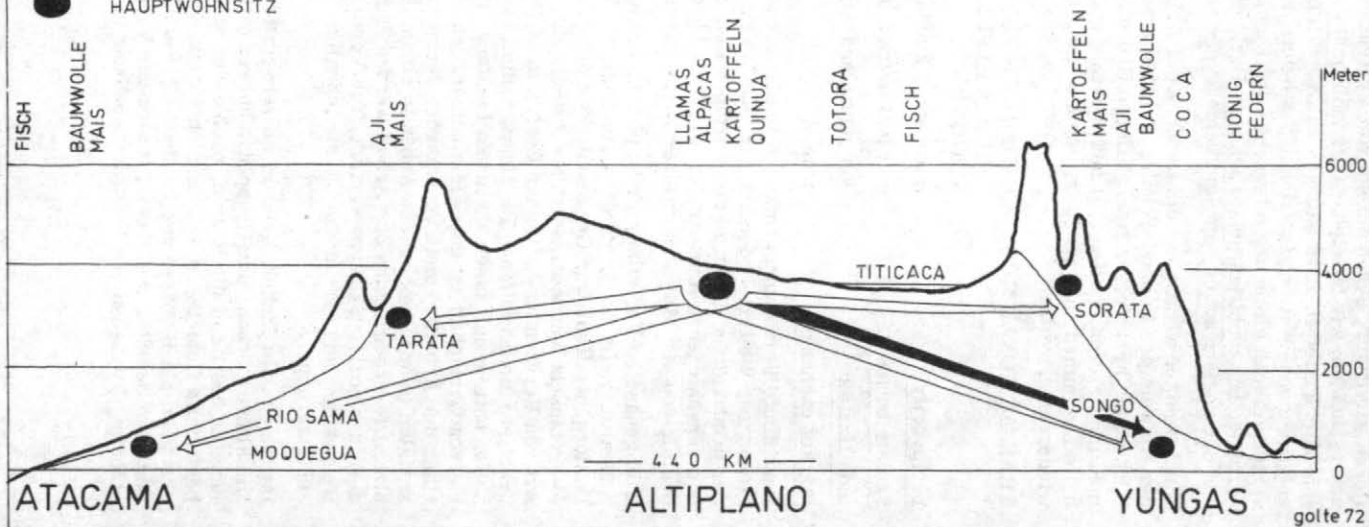 HAUPTWOHNSITZ
FISCH
BAUMWOLLE
MAIS
AJI
MAIS
LLAMAS
ALPACAS
KARTOFFELN
QUINUA
TOTORA
FISCH
KARTOFFELN
MAIS
AJI
BAUMWOLLE
COCA
HONIG
FEDERN
Meter
6000
4000
2000
0
TITICACA
TARATA
SORATA
RIO SAMA
SONGO
MOQUEGUA
440 KM
ATACAMA
ALTIPLANO
YUNGAS
golte 72